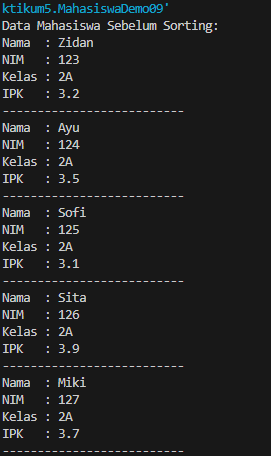 ktikum5.MahasiswaDemo09'
Data Mahasiswa Sebelum Sorting:
Nama  : Zidan
NIM   : 123
Kelas : 2A
IPK   : 3.2
--------------------------
Nama  : Ayu
NIM   : 124
Kelas : 2A
IPK   : 3.5
--------------------------
Nama  : Sofi
NIM   : 125
Kelas : 2A
IPK   : 3.1
--------------------------
Nama  : Sita
NIM   : 126
Kelas : 2A
IPK   : 3.9
--------------------------
Nama  : Miki
NIM   : 127
Kelas : 2A
IPK   : 3.7
--------------------------